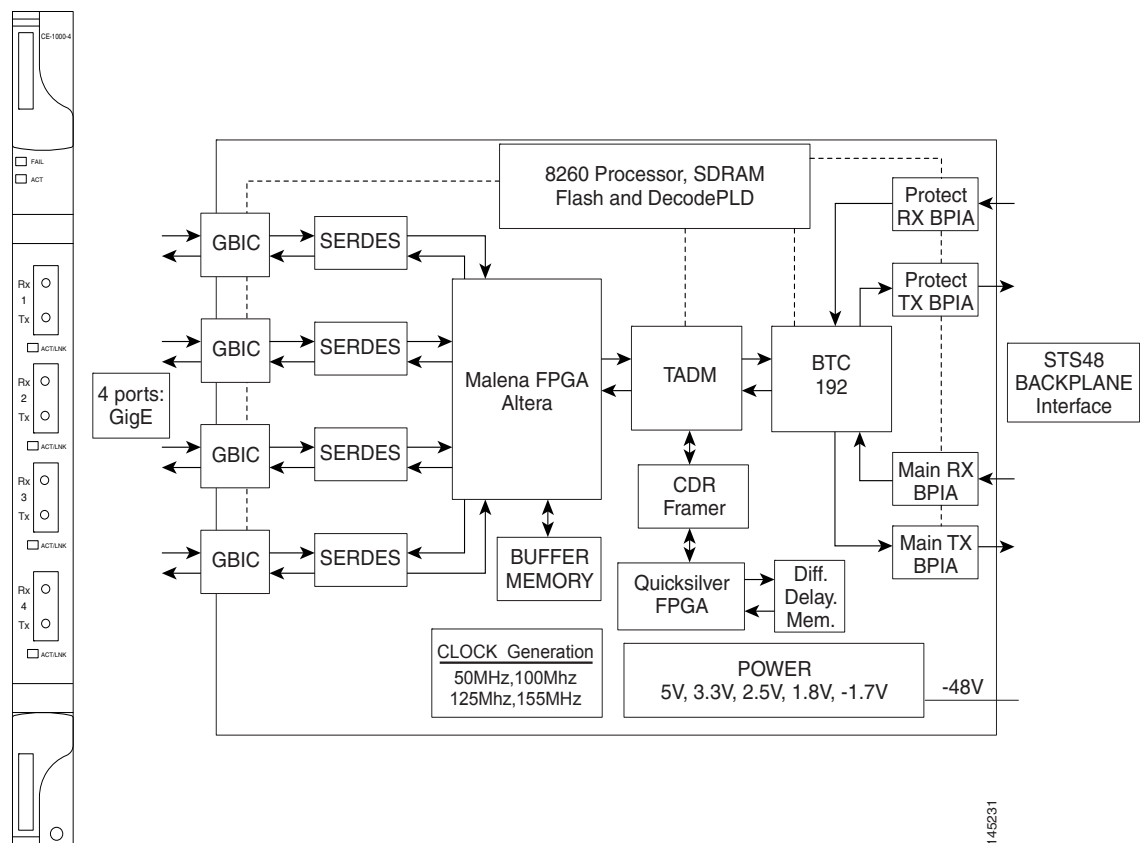 CE-1000-4
FAIL
ACT
Rx
1
Tx
ACT/LNK
Rx
2
Tx
ACT/LNK
Rx
3
Tx
ACT/LNK
Rx
4
Tx
ACT/LNK
4 ports:
GigE
8260 Processor, SDRAM
Flash and DecodePLD
GBIC
SERDES
GBIC
SERDES
GBIC
SERDES
GBIC
SERDES
Malena FPGA
Altera
BUFFER
MEMORY
TADM
CDR
Framer
Quicksilver
FPGA
Diff.
Delay.
Mem.
BTC
192
Protect
RX BPIA
Protect
TX BPIA
Main RX
BPIA
Main TX
BPIA
STS48
BACKPLANE
Interface
CLOCK Generation
50MHz,100Mhz
125Mhz,155MHz
POWER
5V, 3.3V, 2.5V, 1.8V, -1.7V
-48V
145231